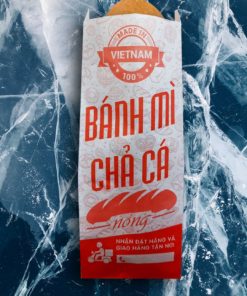 MADE IN
VIETNAM
100%
BÁNH MÌ
CHẢ CÁ
nóng
NHẬN ĐẶT HÀNG VÀ
GIAO HÀNG TẬN NƠI